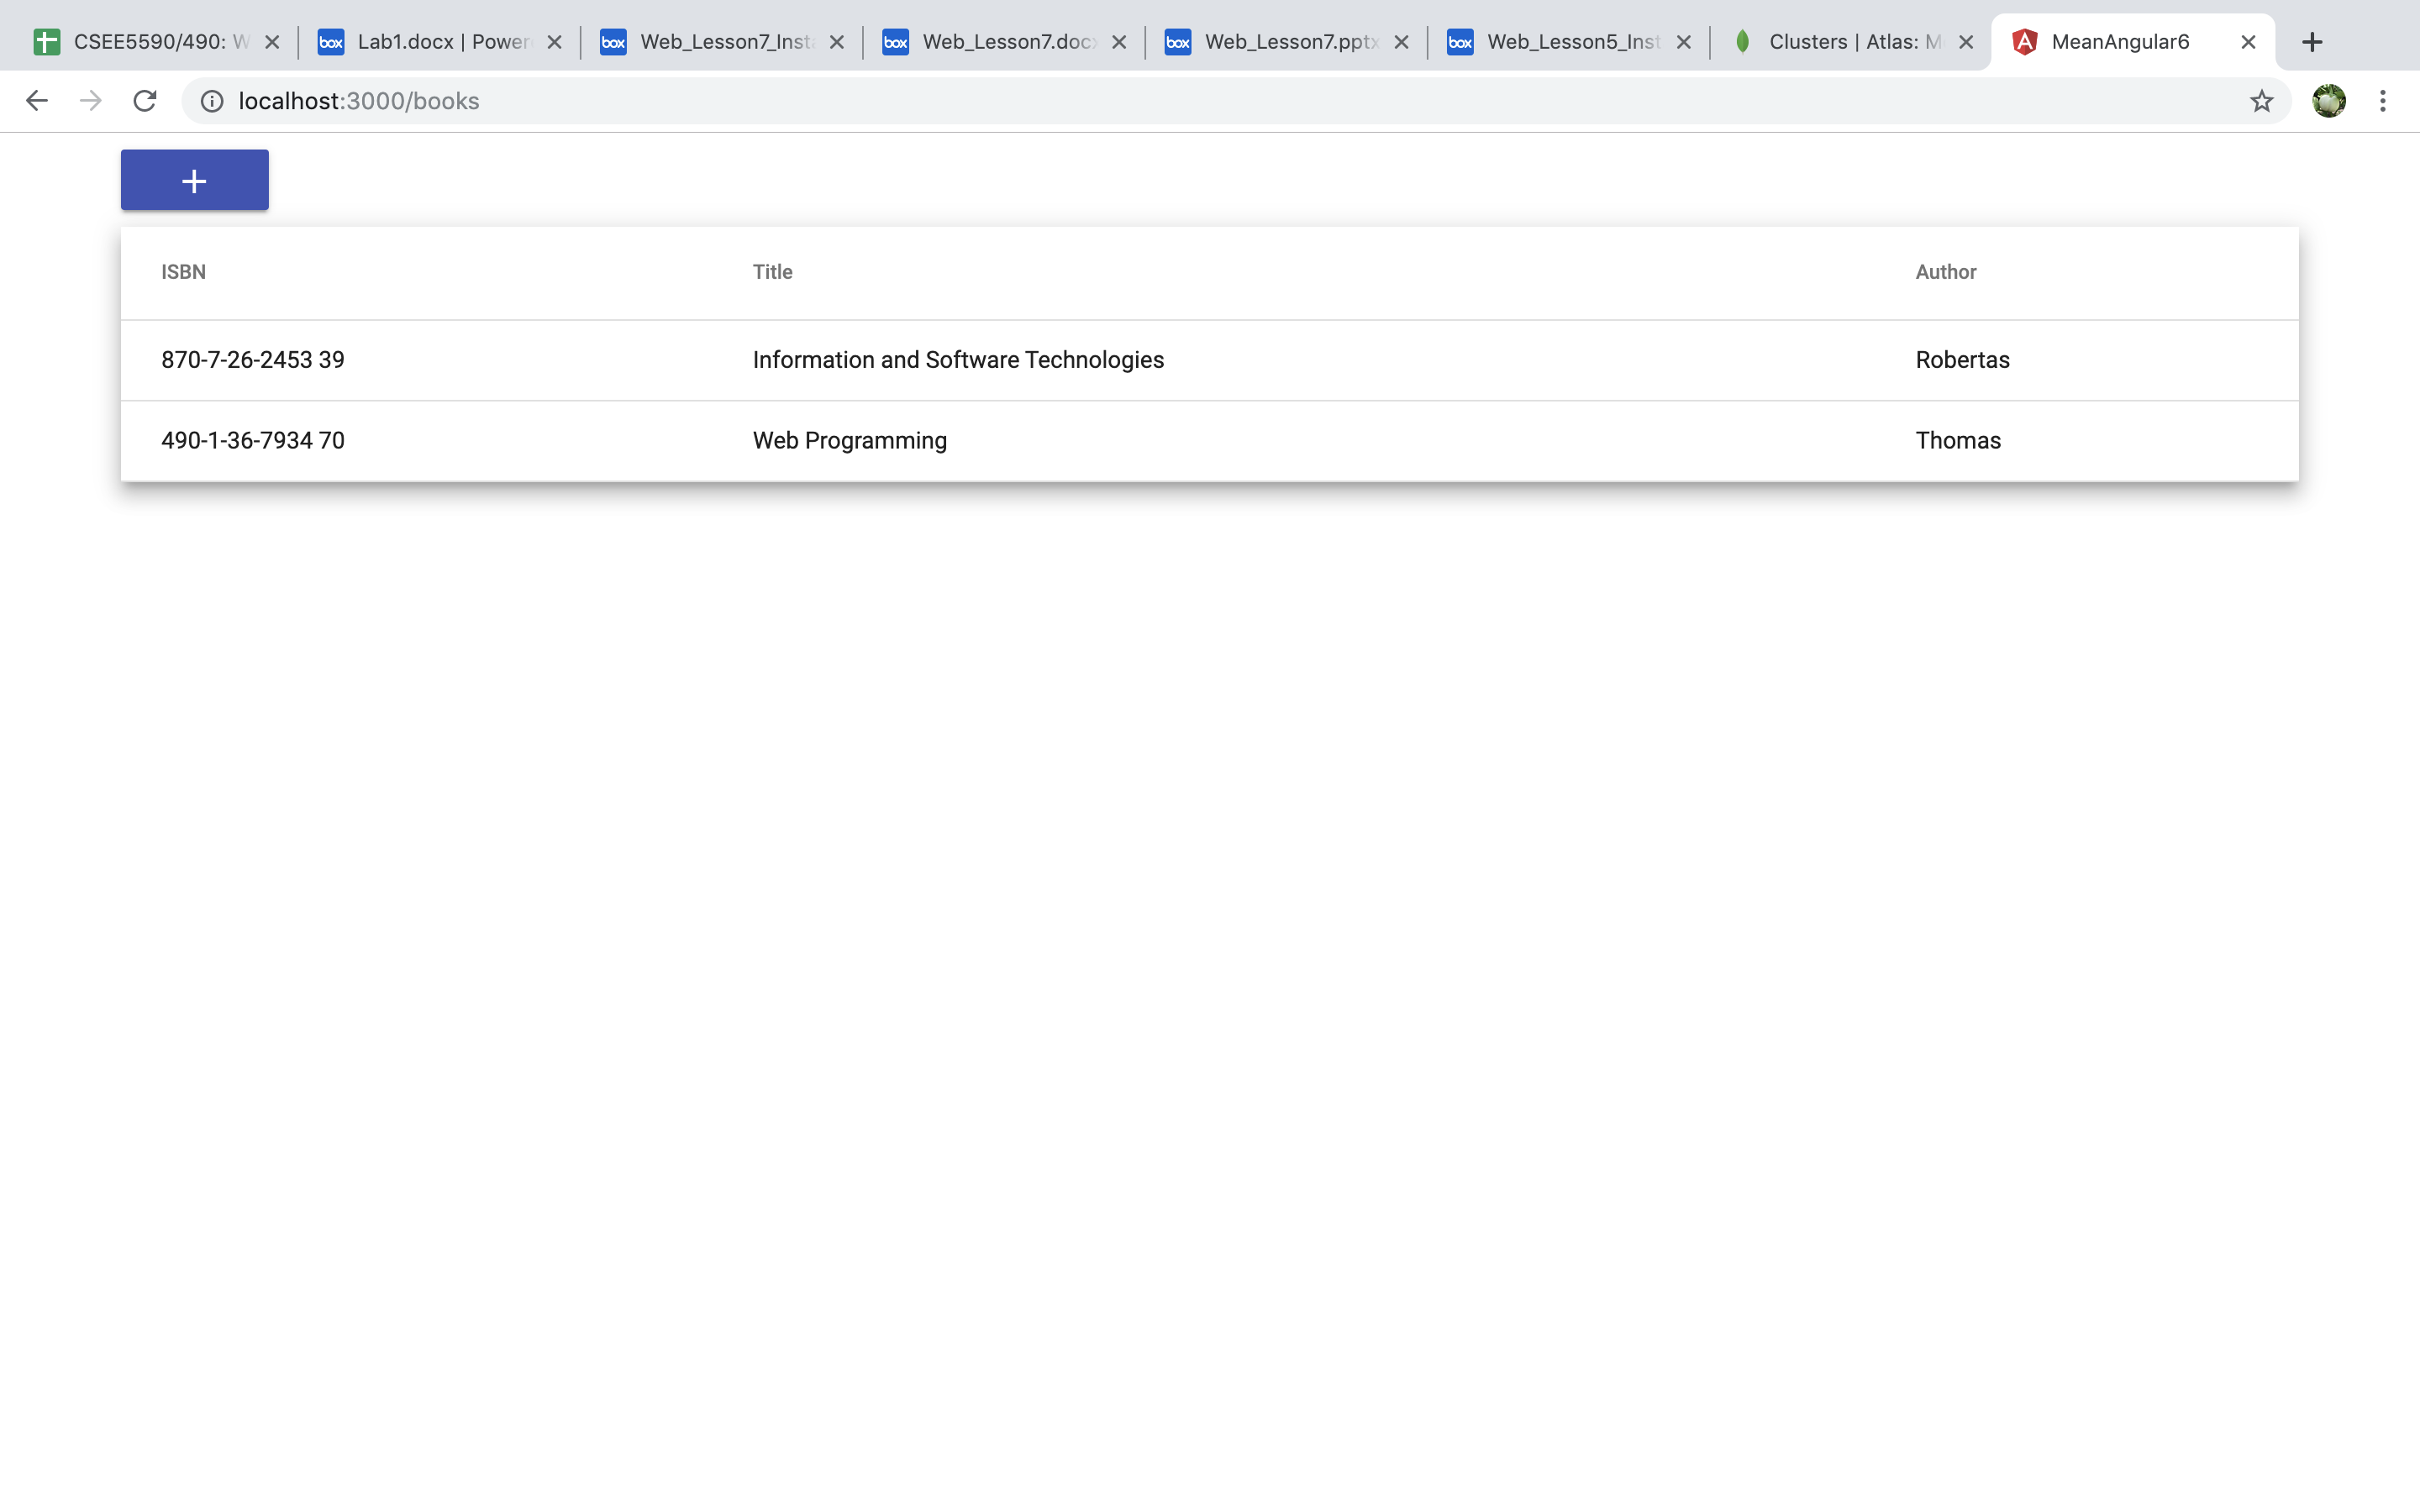 CSEE5590/490: W
box Lab1.docx | Power
box Web_Lesson7_Inst
box Web_Lesson7.doc
box Web_Lesson7.pptx
box Web_Lesson5_Inst
Clusters | Atlas: M
MeanAngular6
localhost:3000/books
+
ISBN Title Author
870-7-26-2453 39 Information and Software Technologies Robertas
490-1-36-7934 70 Web Programming Thomas